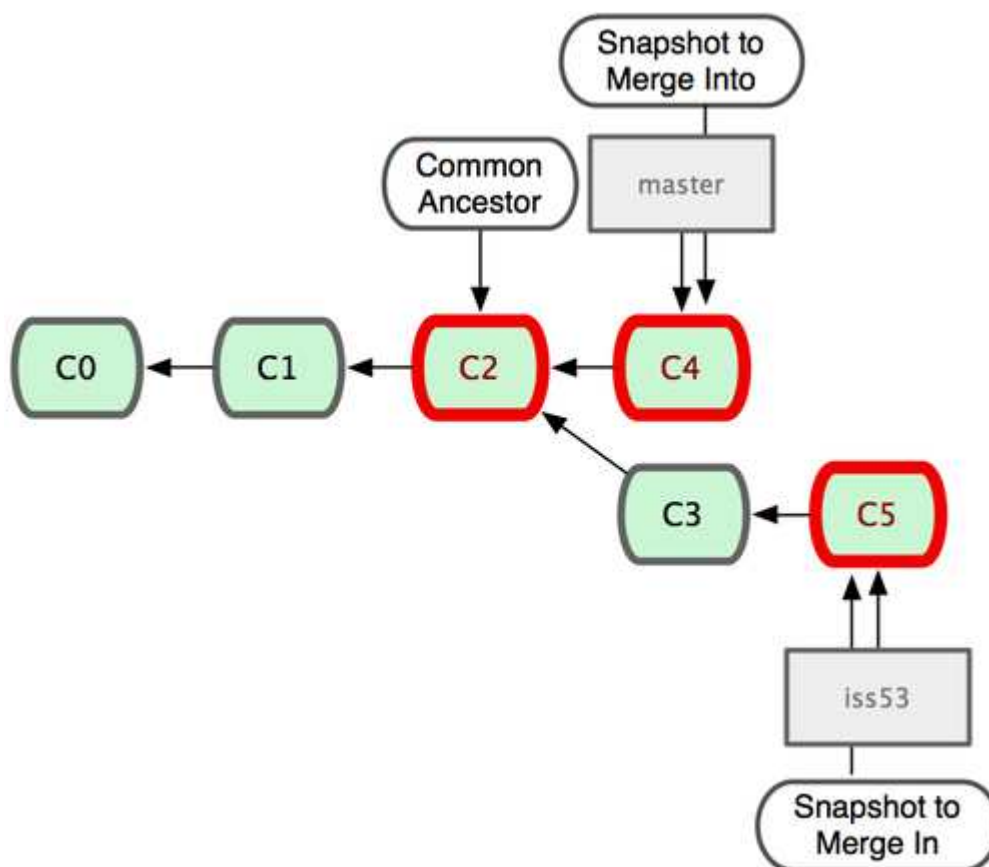 Snapshot to
Merge Into
Common
Ancestor
master
C0
C1
C2
C4
C3
C5
iss53
Snapshot to
Merge In